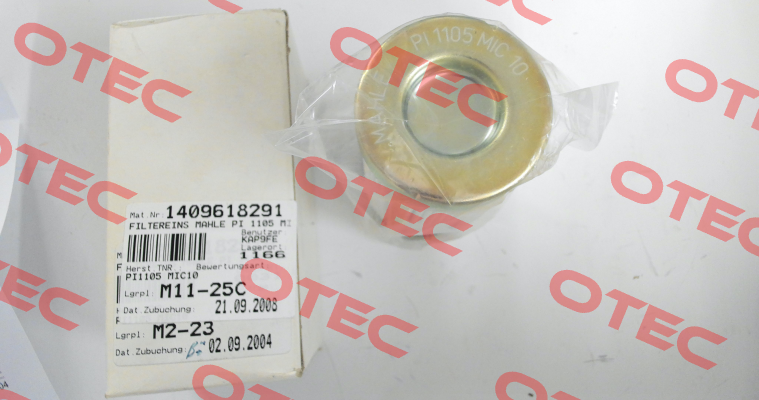 Mat.Nr. 1409618291
FILTEREINS MAHLE PI 1105 MI
Benutzer
KAP9FE
Lagerort
1166
Herst TNR Bewertungsart
PI1105 MIC10
Lgrpl: M11-25C
Dat.Zubuchung: 21.09.2008
Lgrpl: M2-23
Dat.Zubuchung: 02.09.2004
MAHLE PI 1105 MIC 10
OTEC
OTEC
OTEC
OTEC
OTEC
OTEC
OTEC
OTEC
OTEC
OTEC
OTEC